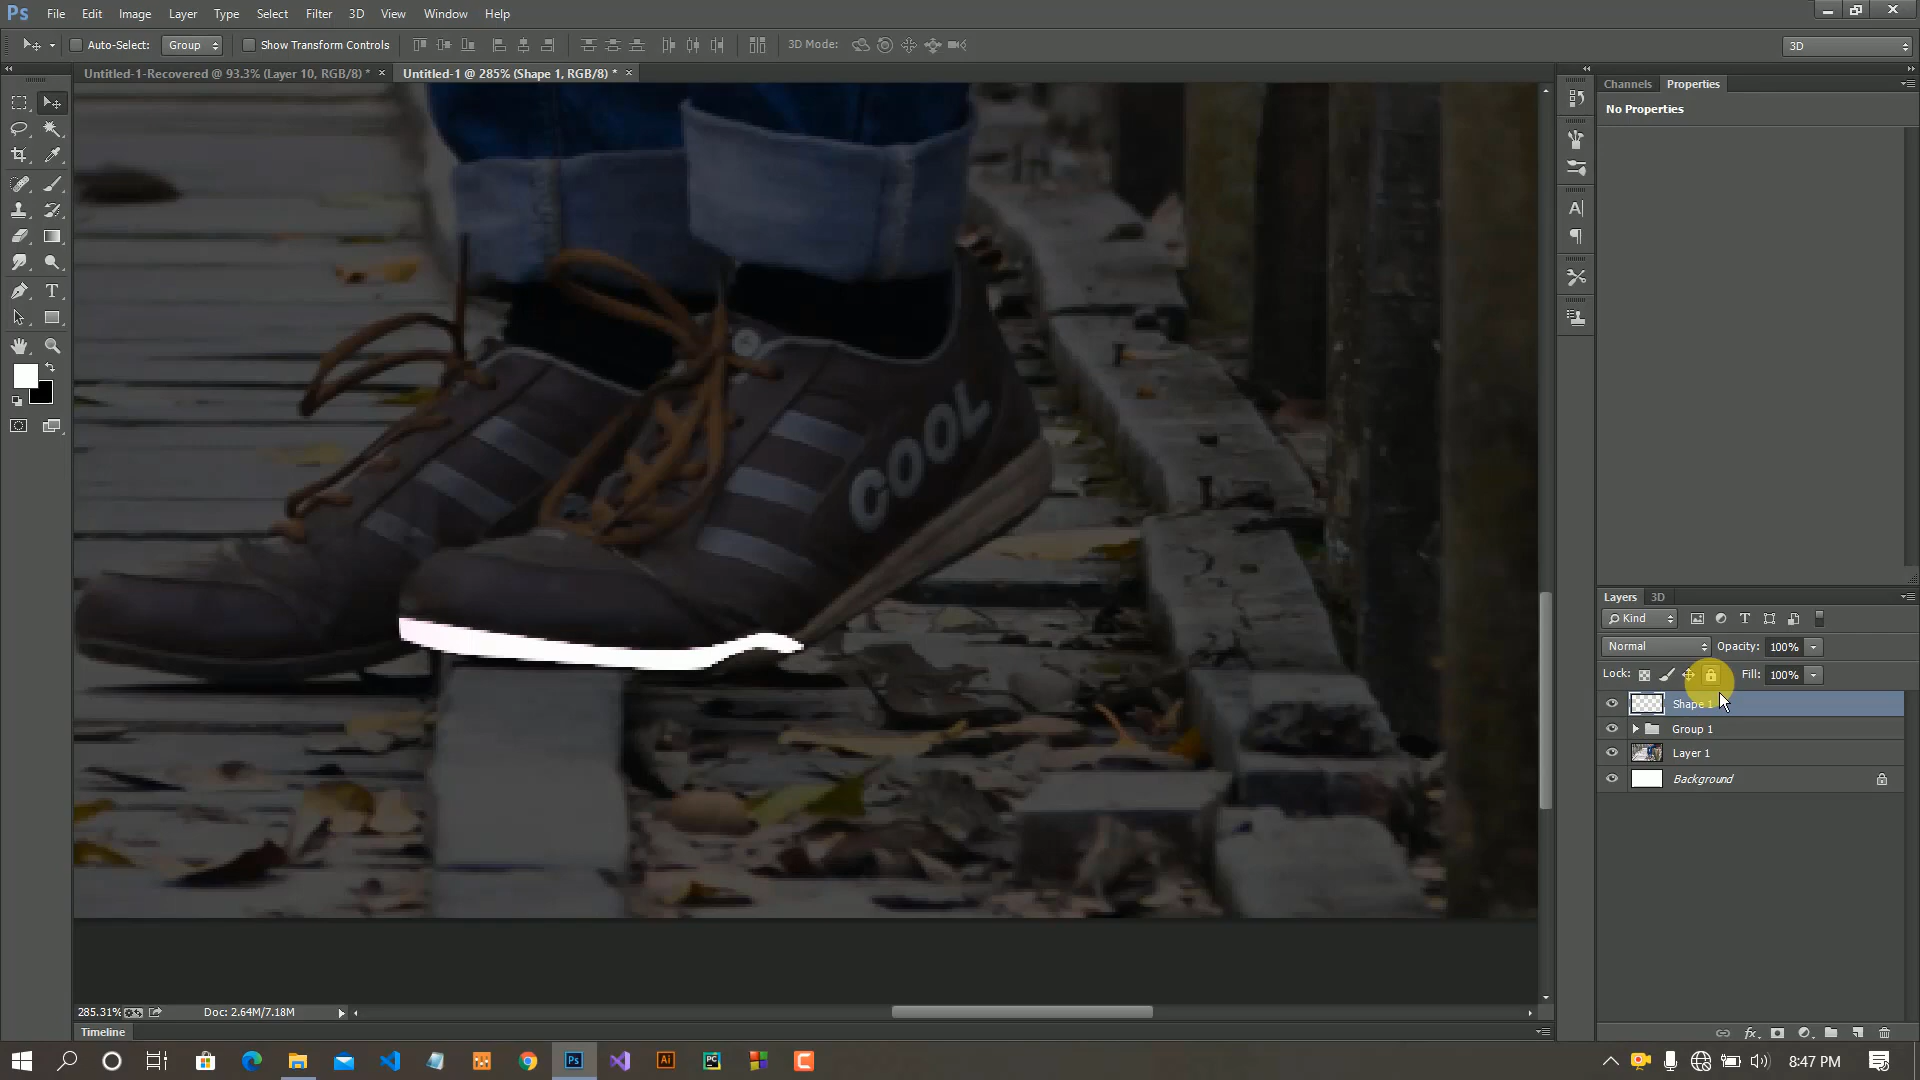 Ps File Edit Image Layer Type Select Filter 3D View Window Help
Auto-Select: Group Show Transform Controls 3D Mode: 3D
Untitled-1-Recovered @ 93.3% (Layer 10, RGB/8) * × Untitled-1 @ 285% (Shape 1, RGB/8) * ×
Channels Properties
No Properties
COOL
Layers 3D
Kind
Normal Opacity: 100%
Lock: Fill: 100%
Shape 1
Group 1
Layer 1
Background
285.31% Doc: 2.64M/7.18M
Timeline
8:47 PM